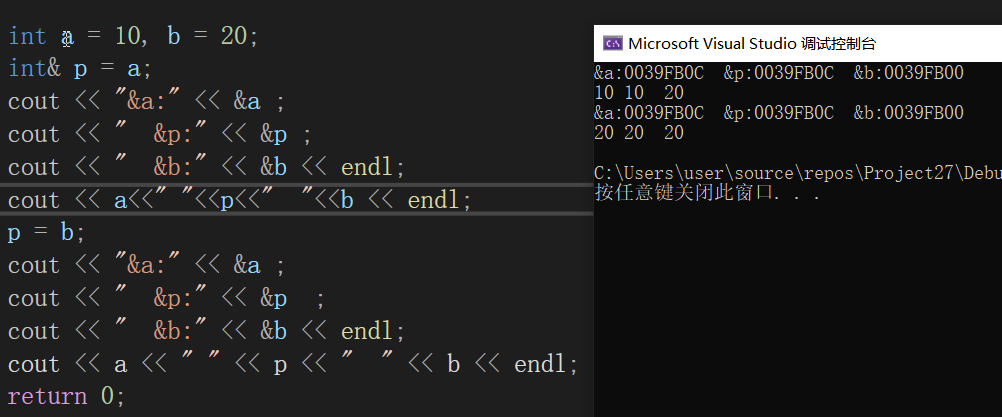 int a = 10, b = 20;
int& p = a;
cout << "&a:" << &a ;
cout << "  &p:" << &p ;
cout << "  &b:" << &b << endl;
cout << a<<" "<<p<<"  "<<b << endl;
p = b;
cout << "&a:" << &a ;
cout << "  &p:" << &p  ;
cout << "  &b:" << &b << endl;
cout << a << " " << p << "  " << b << endl;
return 0;
Microsoft Visual Studio 调试控制台
&a:0039FB0C  &p:0039FB0C  &b:0039FB00
10 10  20
&a:0039FB0C  &p:0039FB0C  &b:0039FB00
20 20  20
C:\Users\user\source\repos\Project27\Debu
按任意键关闭此窗口. . .